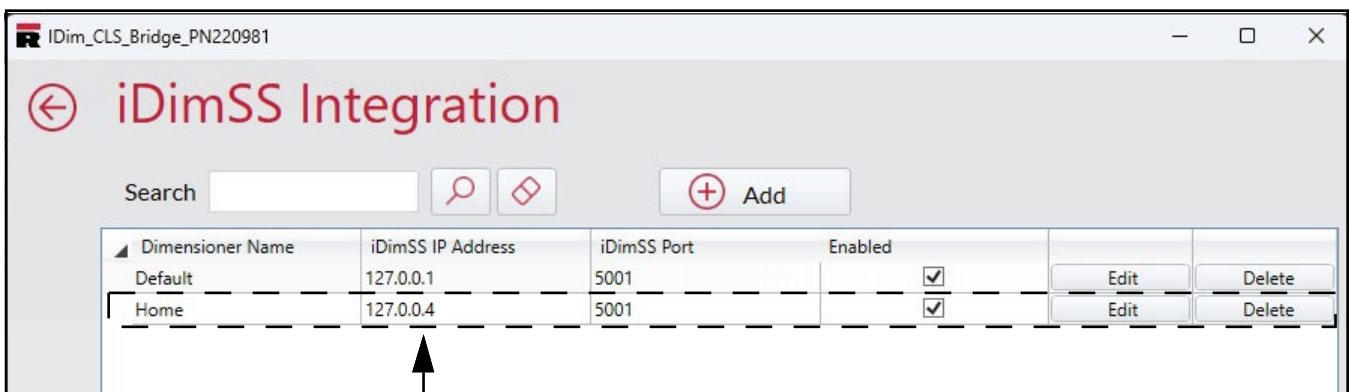 IDim_CLS_Bridge_PN220981
iDimSS Integration
Search Add
Dimensioner Name iDimSS IP Address iDimSS Port Enabled
Default 127.0.0.1 5001 Edit Delete
Home 127.0.0.4 5001 Edit Delete